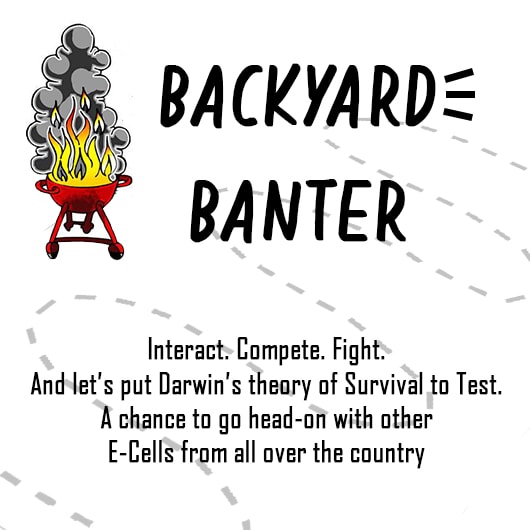 BACKYARD
BANTER
Interact. Compete. Fight.
And let's put Darwin's theory of Survival to Test.
A chance to go head-on with other
E-Cells from all over the country